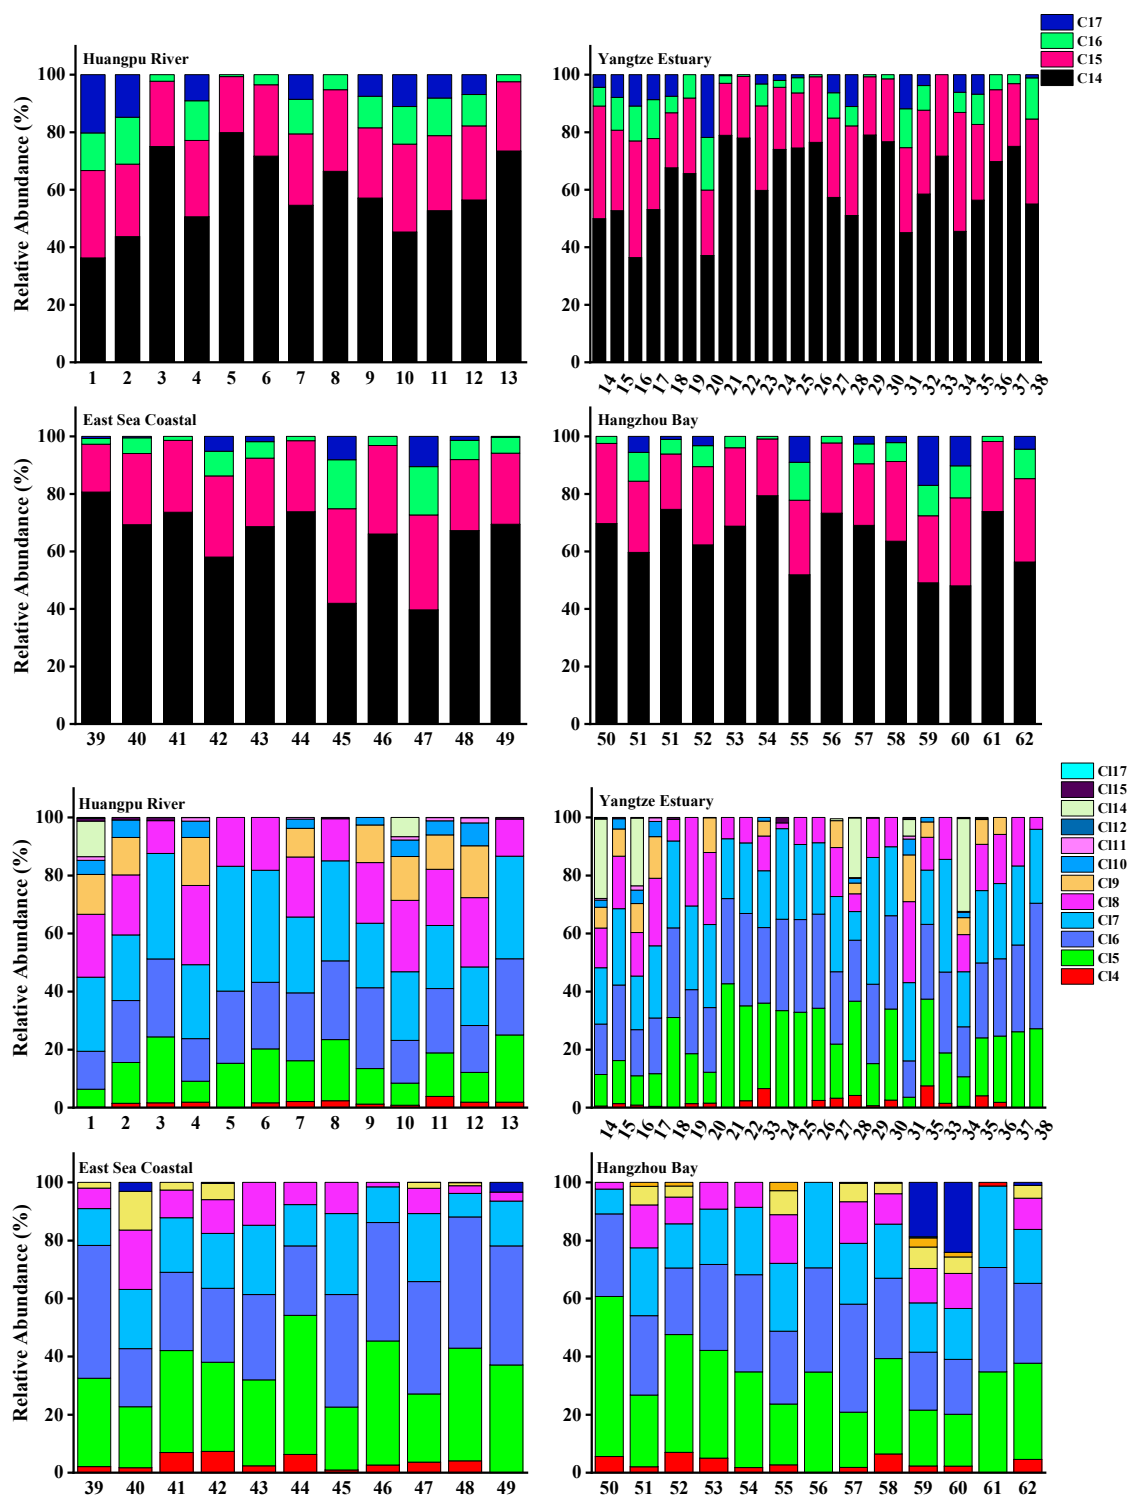 C17
C16
C15
C14
Huangpu River
Yangtze Estuary
Relative Abundance (%)
100
80
60
40
20
0
1 2 3 4 5 6 7 8 9 10 11 12 13
100
80
60
40
20
0
14 15 16 17 18 19 20 21 22 23 24 25 26 27 28 29 30 31 32 33 34 35 36 37 38
East Sea Coastal
Hangzhou Bay
Relative Abundance (%)
100
80
60
40
20
0
39 40 41 42 43 44 45 46 47 48 49
100
80
60
40
20
0
50 51 51 52 53 54 55 56 57 58 59 60 61 62
Cl17
Cl15
Cl14
Cl12
Cl11
Cl10
Cl9
Cl8
Cl7
Cl6
Cl5
Cl4
Huangpu River
Yangtze Estuary
Relative Abundance (%)
100
80
60
40
20
0
1 2 3 4 5 6 7 8 9 10 11 12 13
100
80
60
40
20
0
14 15 16 17 18 19 20 21 22 33 24 25 26 27 28 29 30 31 35 33 34 35 36 37 38
East Sea Coastal
Hangzhou Bay
Relative Abundance (%)
100
80
60
40
20
0
39 40 41 42 43 44 45 46 47 48 49
100
80
60
40
20
0
50 51 52 53 54 55 56 57 58 59 60 61 62